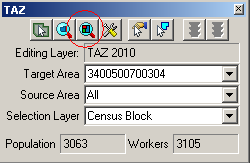 TAZ
Editing Layer: TAZ 2010
Target Area 3400500700304
Source Area All
Selection Layer Census Block
Population 3063 Workers 3105